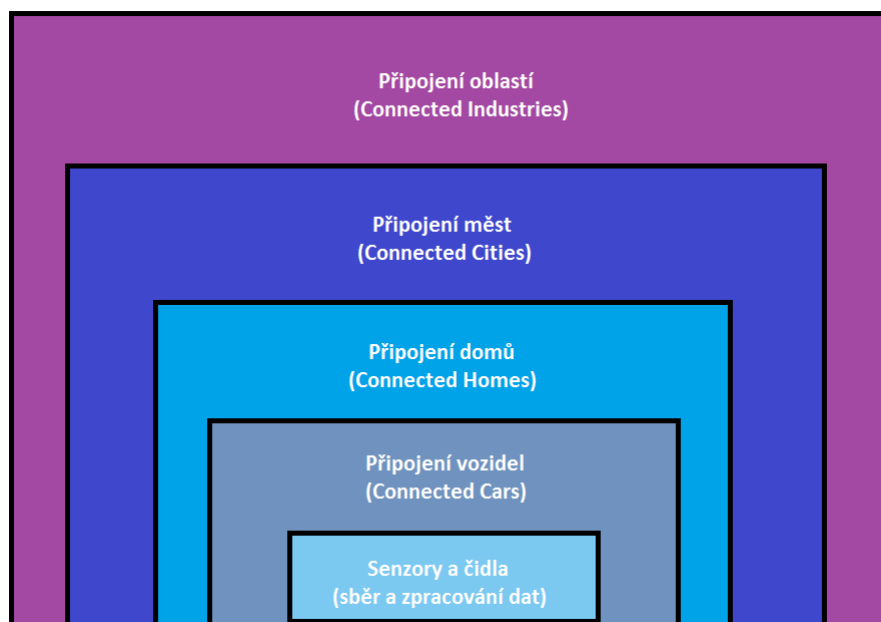 Připojení oblastí
(Connected Industries)
Připojení měst
(Connected Cities)
Připojení domů
(Connected Homes)
Připojení vozidel
(Connected Cars)
Senzory a čidla
(sběr a zpracování dat)